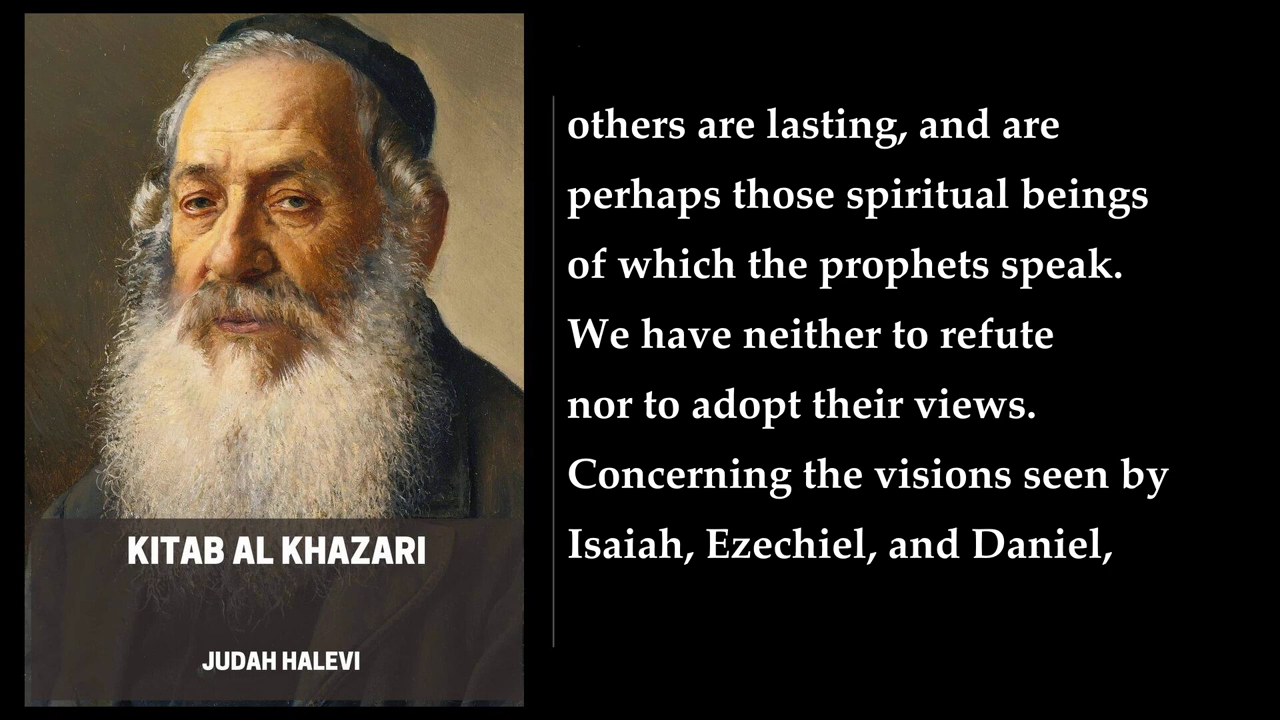 KITAB AL KHAZARI
JUDAH HALEVI
others are lasting, and are
perhaps those spiritual beings
of which the prophets speak.
We have neither to refute
nor to adopt their views.
Concerning the visions seen by
Isaiah, Ezechiel, and Daniel,